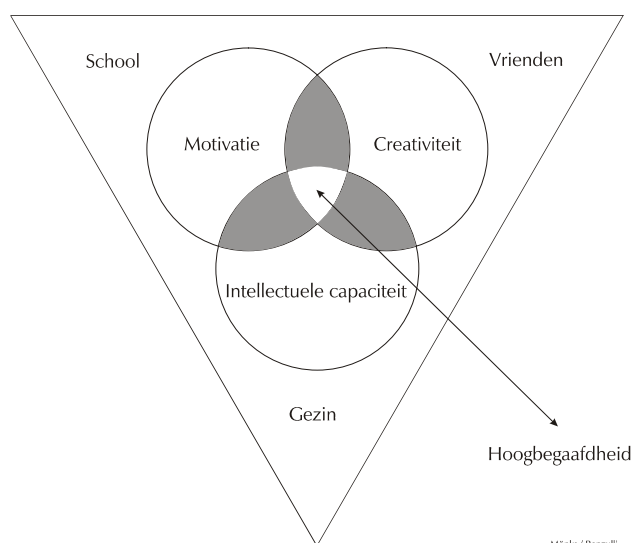 School
Vrienden
Motivatie
Creativiteit
Intellectuele capaciteit
Gezin
Hoogbegaafdheid